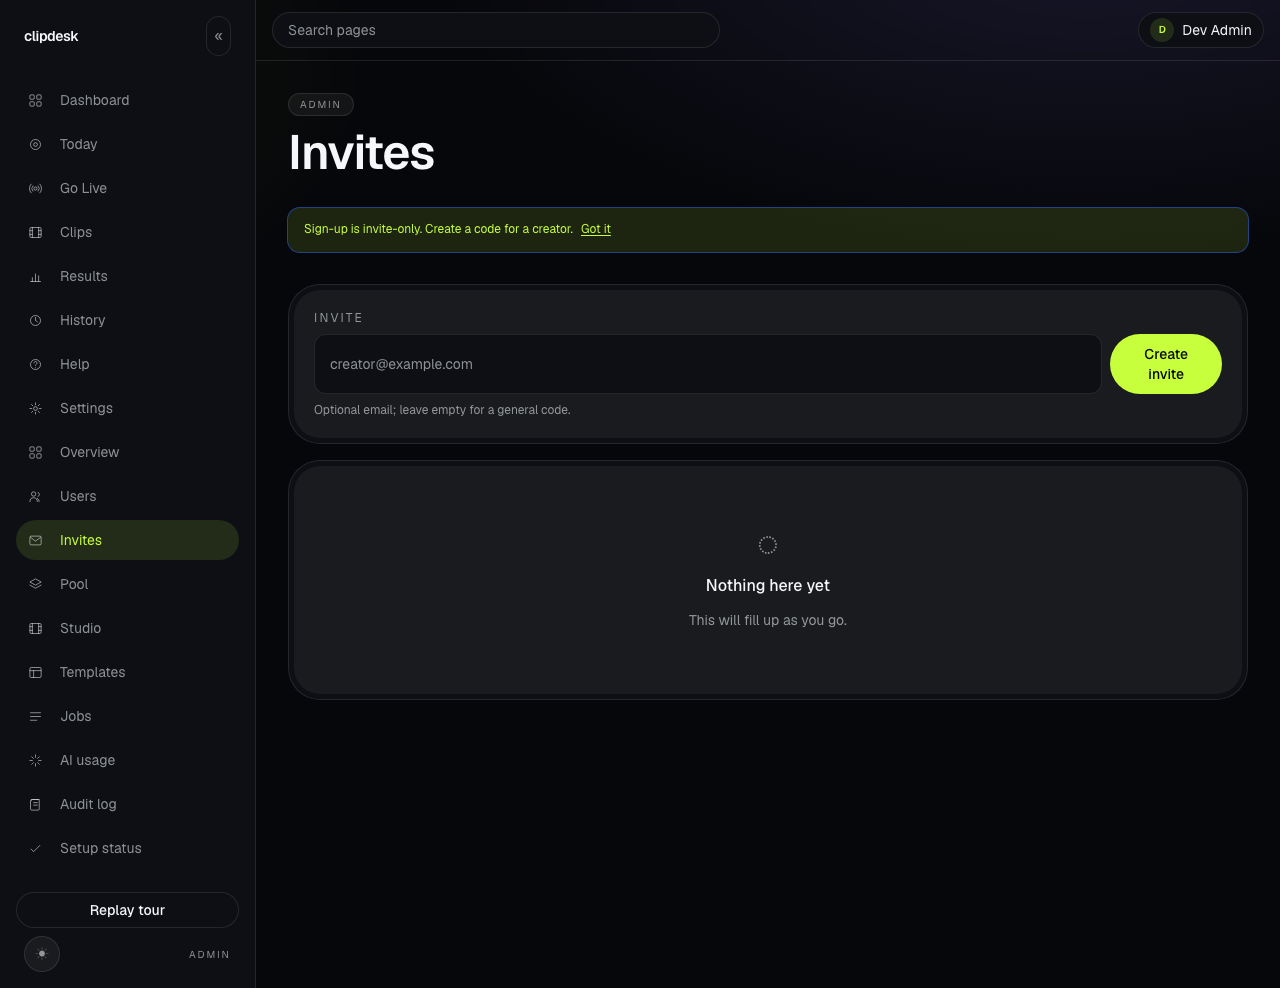 clipdesk
«
Search pages
D
Dev Admin
Dashboard
Today
Go Live
Clips
Results
History
Help
Settings
Overview
Users
Invites
Pool
Studio
Templates
Jobs
AI usage
Audit log
Setup status
Replay tour
ADMIN
ADMIN
Invites
Sign-up is invite-only. Create a code for a creator. Got it
INVITE
creator@example.com
Create
invite
Optional email; leave empty for a general code.
Nothing here yet
This will fill up as you go.